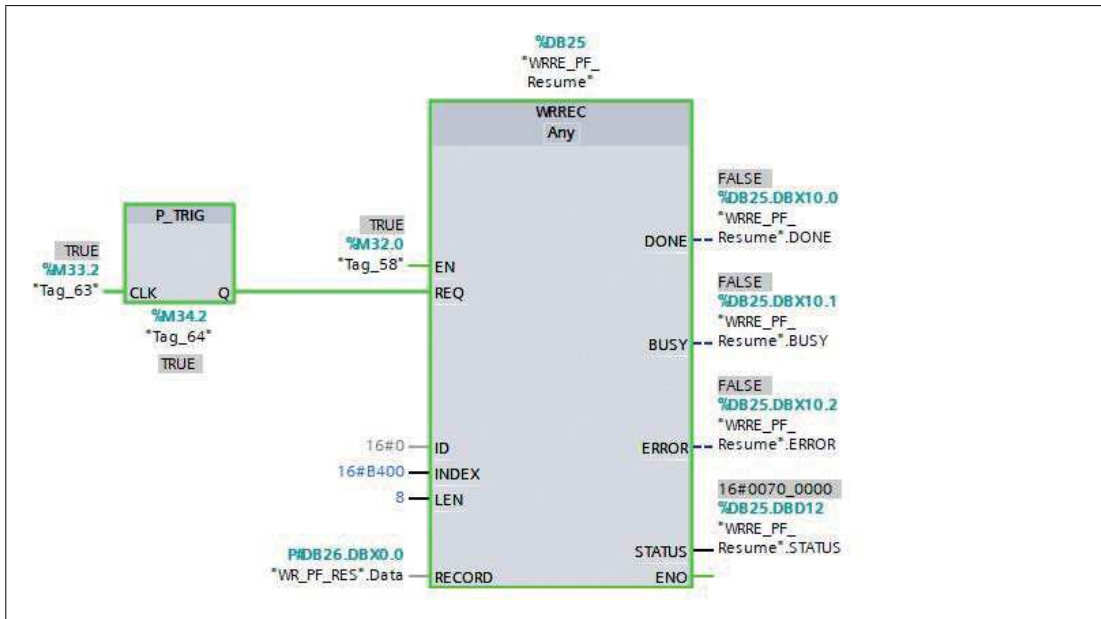 %DB25
"WRRE_PF_
Resume"
WRREC
Any
P_TRIG
TRUE
%M33.2
"Tag_63"
CLK
Q
%M34.2
"Tag_64"
TRUE
TRUE
%M32.0
"Tag_58"
EN
REQ
16#0
ID
16#B400
INDEX
8
LEN
P#DB26.DBX0.0
"WR_PF_RES".Data
RECORD
FALSE
%DB25.DBX10.0
"WRRE_PF_
DONE
Resume".DONE
FALSE
%DB25.DBX10.1
"WRRE_PF_
BUSY
Resume".BUSY
FALSE
%DB25.DBX10.2
"WRRE_PF_
ERROR
Resume".ERROR
16#0070_0000
%DB25.DBD12
"WRRE_PF_
STATUS
Resume".STATUS
ENO